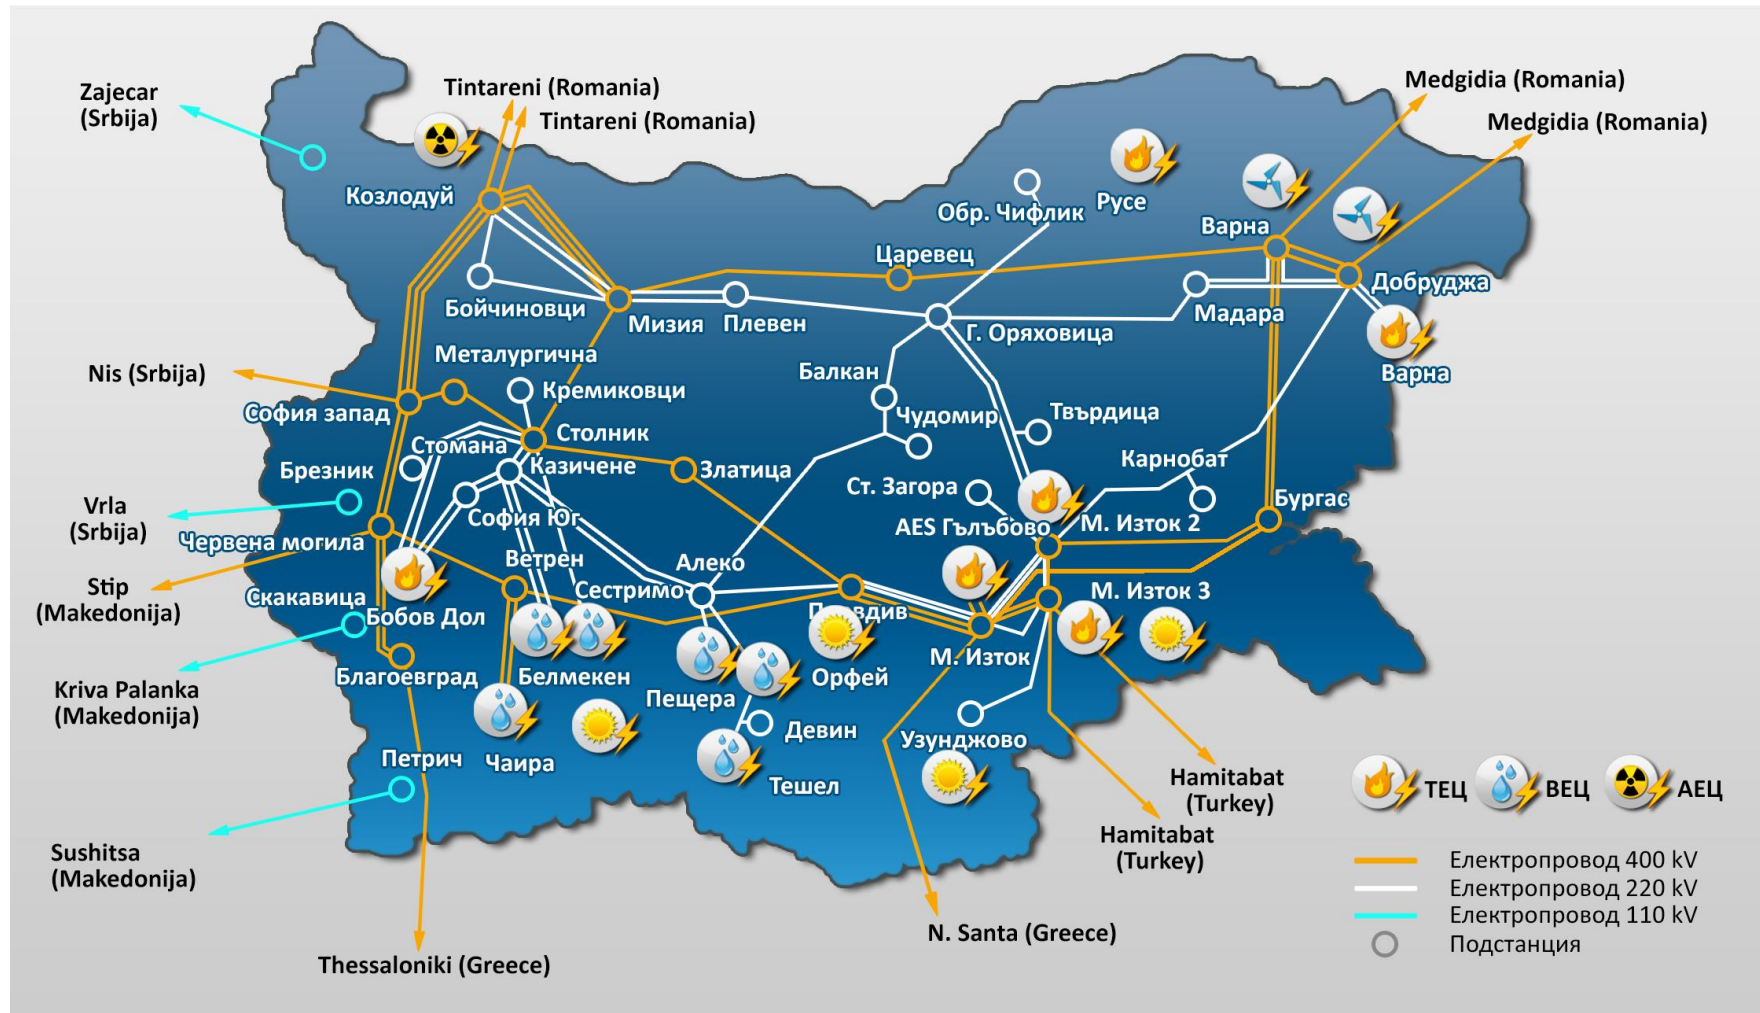 Zajecar
(Srbija)
Tintareni (Romania)
Tintareni (Romania)
Medgidia (Romania)
Medgidia (Romania)
Козлодуй
Обр. Чифлик
Русе
Варна
Царевец
Добруджа
Бойчиновци
Мизия
Плевен
Г. Оряховица
Мадара
Варна
Металургична
Кремиковци
Балкан
Nis (Srbija)
София запад
Чудомир
Твърдица
Стомана
Столник
Казичене
Златица
Брезник
Карнобат
Ст. Загора
Бургас
Vrla
(Srbija)
София Юг
AES Гълъбово
М. Изток 2
Червена могила
Ветрен
Алеко
Stip
(Makedonija)
Скакавица
Бобов Дол
Сестримо
Пловдив
М. Изток 3
М. Изток
Благоевград
Белмекен
Пещера
Орфей
Kriva Palanka
(Makedonija)
Девин
Узунджово
Петрич
Чаира
Тешел
Hamitabat
(Turkey)
Hamitabat
(Turkey)
ТЕЦ
ВЕЦ
АЕЦ
Sushitsa
(Makedonija)
Електропровод 400 kV
Електропровод 220 kV
Електропровод 110 kV
Подстанция
N. Santa (Greece)
Thessaloniki (Greece)